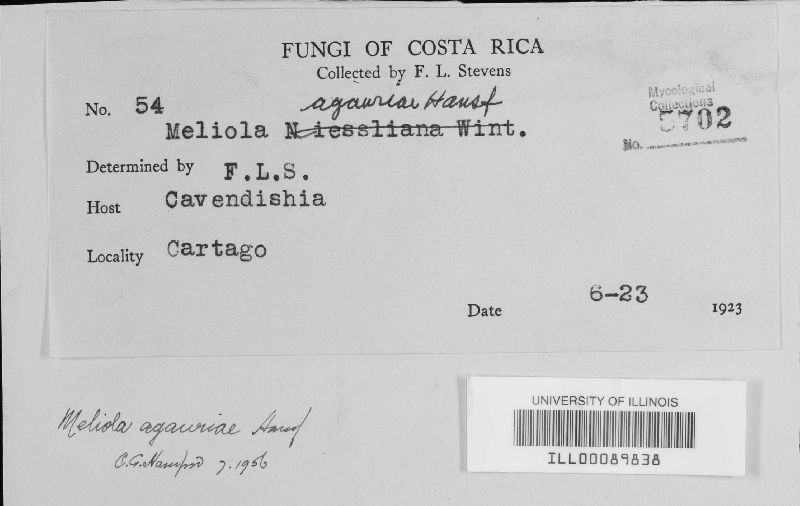 FUNGI OF COSTA RICA
Collected by F. L. Stevens
No. 54
agauriae Hansf
Meliola Niessliana Wint.
Mycological
Collections
No. 5702
Determined by F.L.S.
Host Cavendishia
Locality Cartago
Date 6-23 1923
Meliola agauriae Hansf
C.G. Hansford 7.1956
UNIVERSITY OF ILLINOIS
ILL00089838